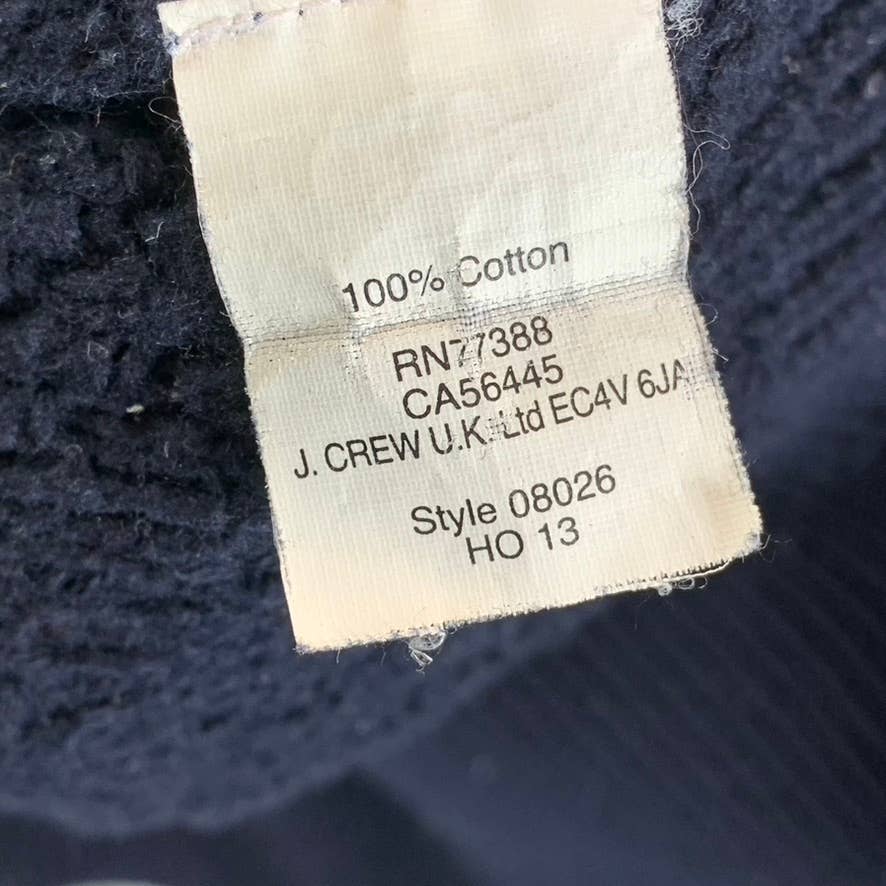 100% Cotton
RN77388
CA56445
J. CREW U.K. Ltd EC4V 6JA
Style 08026
HO 13